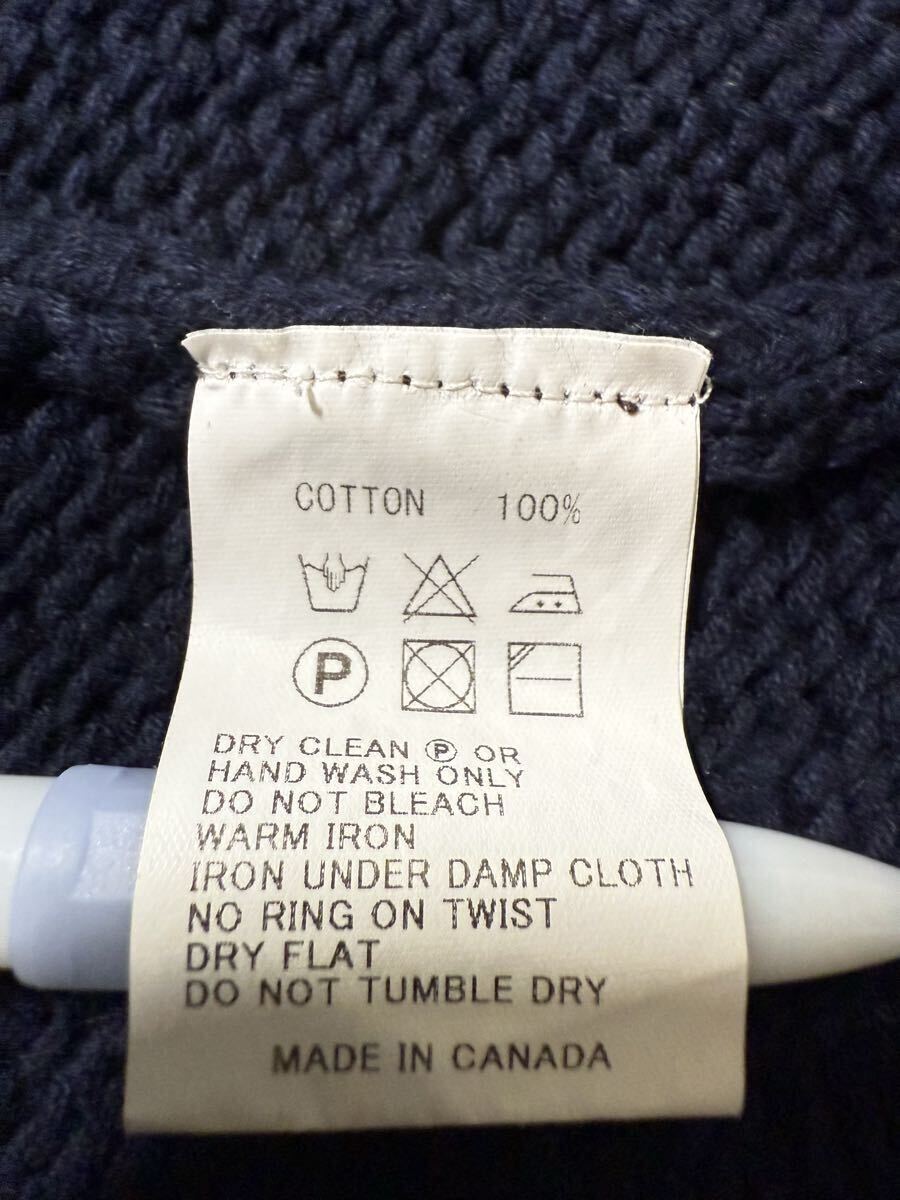 COTTON 100%
P
DRY CLEAN Ⓟ OR
HAND WASH ONLY
DO NOT BLEACH
WARM IRON
IRON UNDER DAMP CLOTH
NO RING ON TWIST
DRY FLAT
DO NOT TUMBLE DRY
MADE IN CANADA